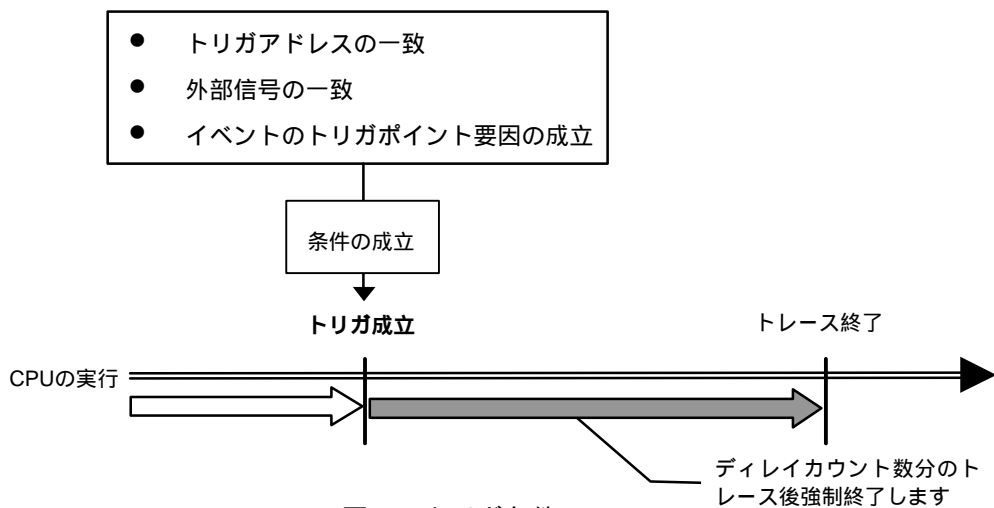 ● トリガアドレスの一致
● 外部信号の一致
● イベントのトリガポイント要因の成立
条件の成立
トリガ成立
トレース終了
CPUの実行
ディレイカウント数分のト
レース後強制終了します